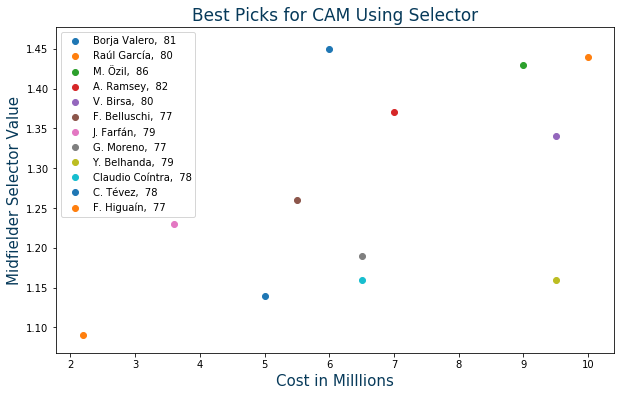 Best Picks for CAM Using Selector
Midfielder Selector Value
1.45
1.40
1.35
1.30
1.25
1.20
1.15
1.10
Borja Valero, 81
Raúl García, 80
M. Özil, 86
A. Ramsey, 82
V. Birsa, 80
F. Belluschi, 77
J. Farfán, 79
G. Moreno, 77
Y. Belhanda, 79
Claudio Coíntra, 78
C. Tévez, 78
F. Higuaín, 77
2 3 4 5 6 7 8 9 10
Cost in Milllions